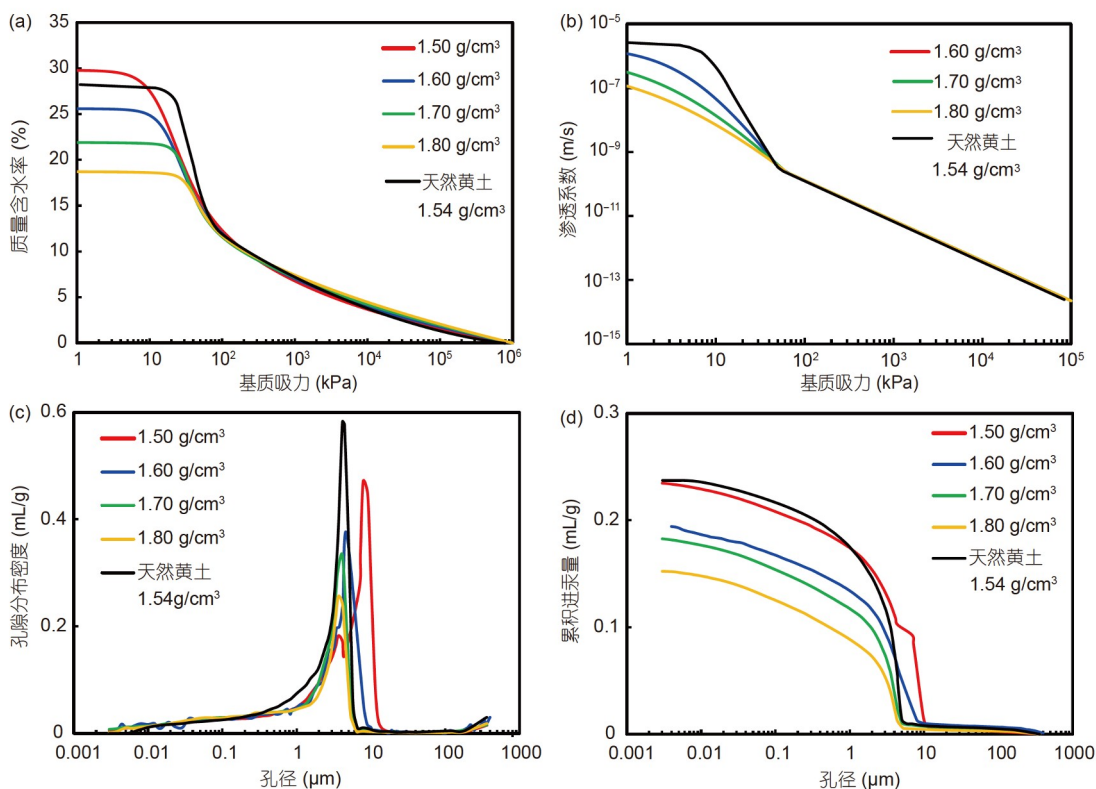 (a)
35
30
25
20
15
10
5
0
质量含水率 (%)
1.50 g/cm³
1.60 g/cm³
1.70 g/cm³
1.80 g/cm³
天然黄土
1.54 g/cm³
1
10
10²
10³
10⁴
10⁵
10⁶
基质吸力 (kPa)
(b)
10⁻⁵
10⁻⁷
10⁻⁹
10⁻¹¹
10⁻¹³
10⁻¹⁵
渗透系数 (m/s)
1.60 g/cm³
1.70 g/cm³
1.80 g/cm³
天然黄土
1.54 g/cm³
1
10
10²
10³
10⁴
10⁵
基质吸力 (kPa)
(c)
0.6
0.4
0.2
0
孔隙分布密度 (mL/g)
1.50 g/cm³
1.60 g/cm³
1.70 g/cm³
1.80 g/cm³
天然黄土
1.54g/cm³
0.001
0.01
0.1
1
10
100
1000
孔径 (μm)
(d)
0.3
0.2
0.1
0
累积进汞量 (mL/g)
1.50 g/cm³
1.60 g/cm³
1.70 g/cm³
1.80 g/cm³
天然黄土
1.54 g/cm³
0.001
0.01
0.1
1
10
100
1000
孔径 (μm)